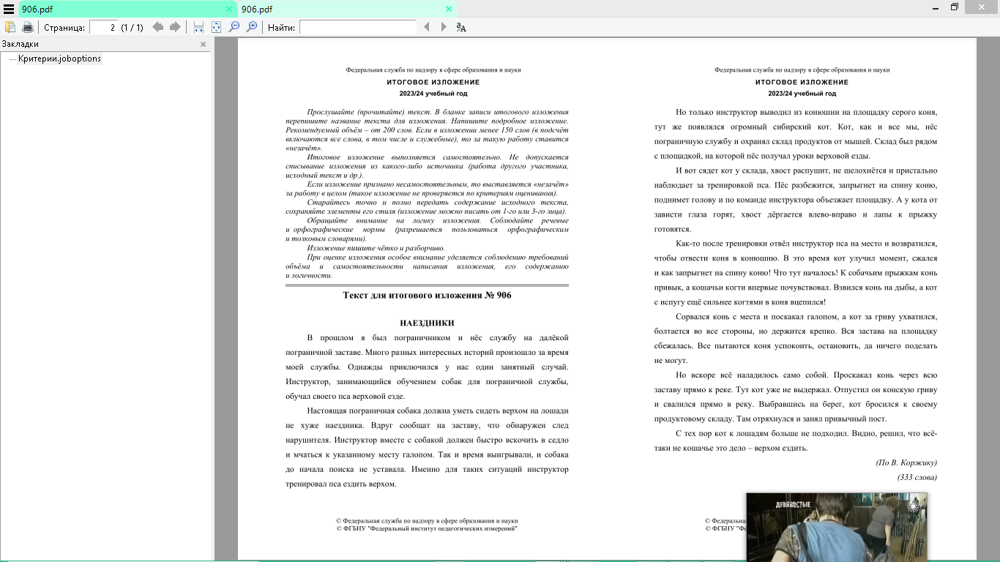 906.pdf
906.pdf
Страница:
2
(1 / 1)
Найти:
Закладки
Критерии.joboptions
Федеральная служба по надзору в сфере образования и науки
ИТОГОВОЕ ИЗЛОЖЕНИЕ
2023/24 учебный год
Прослушайте (прочитайте) текст. В бланке записи итогового изложения
перепишите название текста для изложения. Напишите подробное изложение.
Рекомендуемый объём – от 200 слов. Если в изложении менее 150 слов (в подсчёт
включаются все слова, в том числе и служебные), то за такую работу ставится
«незачёт».
Итоговое изложение выполняется самостоятельно. Не допускается
списывание изложения из какого-либо источника (работа другого участника,
исходный текст и др.).
Если изложение признано несамостоятельным, то выставляется «незачёт»
за работу в целом (такое изложение не проверяется по критериям оценивания).
Старайтесь точно и полно передать содержание исходного текста,
сохраняйте элементы его стиля (изложение можно писать от 1-го или 3-го лица).
Обращайте внимание на логику изложения. Соблюдайте речевые
и орфографические нормы (разрешается пользоваться орфографическим
и толковым словарями).
Изложение пишите чётко и разборчиво.
При оценке изложения особое внимание уделяется соблюдению требований
объёма и самостоятельности написания изложения, его содержанию
и логичности.
Текст для итогового изложения № 906
НАЕЗДНИКИ
В прошлом я был пограничником и нёс службу на далёкой
пограничной заставе. Много разных интересных историй произошло за время
моей службы. Однажды приключился у нас один занятный случай.
Инструктор, занимающийся обучением собак для пограничной службы,
обучал своего пса верховой езде.
Настоящая пограничная собака должна уметь сидеть верхом на лошади
не хуже наездника. Вдруг сообщат на заставу, что обнаружен след
нарушителя. Инструктор вместе с собакой должен быстро вскочить в седло
и мчаться к указанному месту галопом. Так и время выигрывали, и собака
до начала поиска не уставала. Именно для таких ситуаций инструктор
тренировал пса ездить верхом.
© Федеральная служба по надзору в сфере образования и науки
© ФГБНУ "Федеральный институт педагогических измерений"
Федеральная служба по надзору в сфере образования и науки
ИТОГОВОЕ ИЗЛОЖЕНИЕ
2023/24 учебный год
Но только инструктор выводил из конюшни на площадку серого коня,
тут же появлялся огромный сибирский кот. Кот, как и все мы, нёс
пограничную службу и охранял склад продуктов от мышей. Склад был рядом
с площадкой, на которой пёс получал уроки верховой езды.
И вот сядет кот у склада, хвост распушит, не шелохнётся и пристально
наблюдает за тренировкой пса. Пёс разбежится, запрыгнет на спину коню,
поднимет голову и по команде инструктора объезжает площадку. А у кота от
зависти глаза горят, хвост дёргается влево-вправо и лапы к прыжку
готовятся.
Как-то после тренировки отвёл инструктор пса на место и возвратился,
чтобы отвести коня в конюшню. В это время кот улучил момент, сжался
и как запрыгнет на спину коню! Что тут началось! К собачьим прыжкам конь
привык, а кошачьи когти впервые почувствовал. Взвился конь на дыбы, а кот
с испугу ещё сильнее когтями в коня вцепился!
Сорвался конь с места и поскакал галопом, а кот за гриву ухватился,
болтается во все стороны, но держится крепко. Вся застава на площадку
сбежалась. Все пытаются коня успокоить, остановить, да ничего поделать
не могут.
Но вскоре всё наладилось само собой. Проскакал конь через всю
заставу прямо к реке. Тут кот уже не выдержал. Отпустил он конскую гриву
и свалился прямо в реку. Выбравшись на берег, кот бросился к своему
продуктовому складу. Там отряхнулся и занял привычный пост.
С тех пор кот к лошадям больше не подходил. Видно, решил, что всё-
таки не кошачье это дело – верхом ездить.
(По В. Коржику)
(333 слова)
© Федеральна
© ФГБНУ "Фе
ДЕВЯНОСТЫЕ